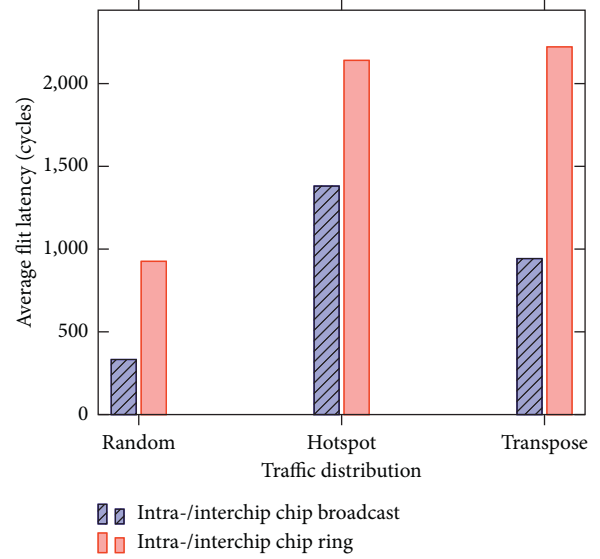 2,000
1,500
1,000
500
0
Average flit latency (cycles)
Random Hotspot Transpose
Traffic distribution
Intra-/interchip chip broadcast
Intra-/interchip chip ring